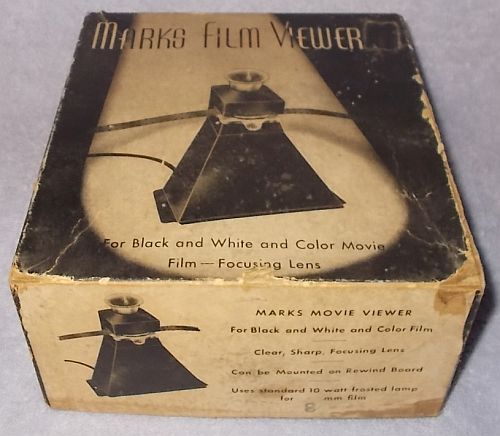 MARKS FILM VIEWER
For Black and White and Color Movie
Film — Focusing Lens
MARKS MOVIE VIEWER
For Black and White and Color Film
Clear, Sharp, Focusing Lens
Can be Mounted on Rewind Board
Uses standard 10 watt frosted lamp
for 8 mm film